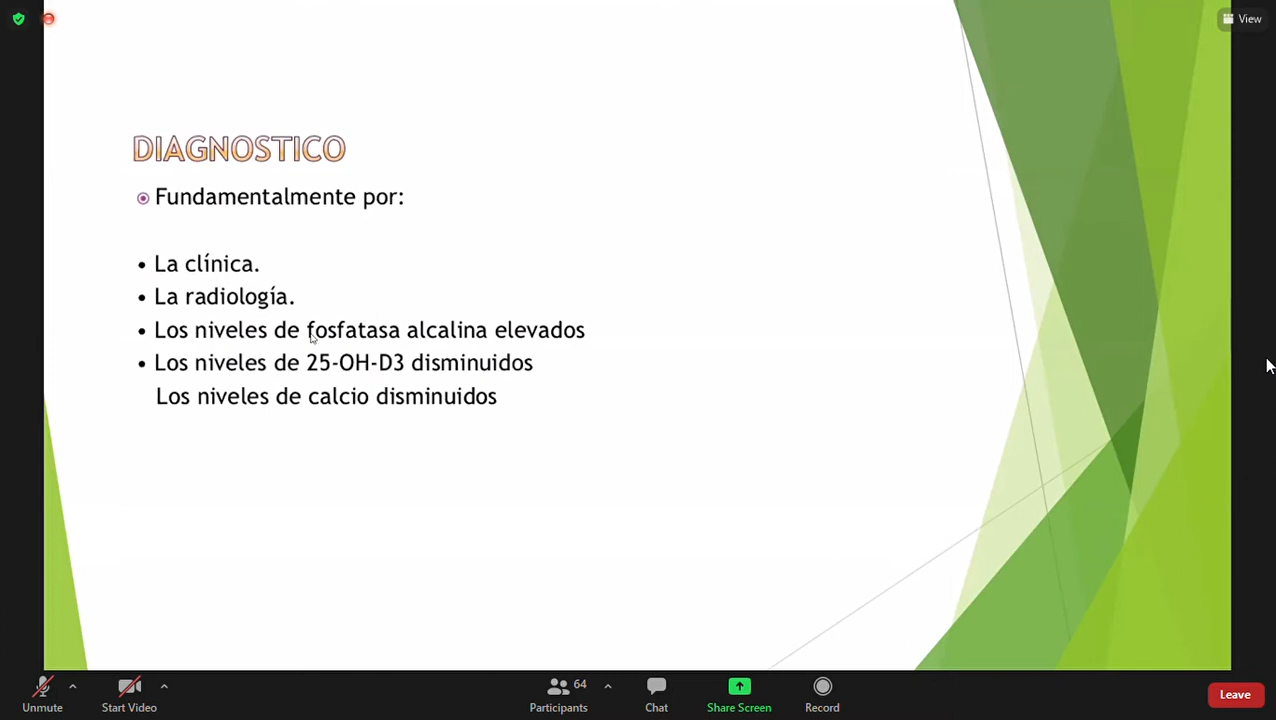 View
DIAGNOSTICO
Fundamentalmente por:
• La clínica.
• La radiología.
• Los niveles de fosfatasa alcalina elevados
• Los niveles de 25-OH-D3 disminuidos
Los niveles de calcio disminuidos
Unmute
Start Video
64
Participants
Chat
Share Screen
Record
Leave